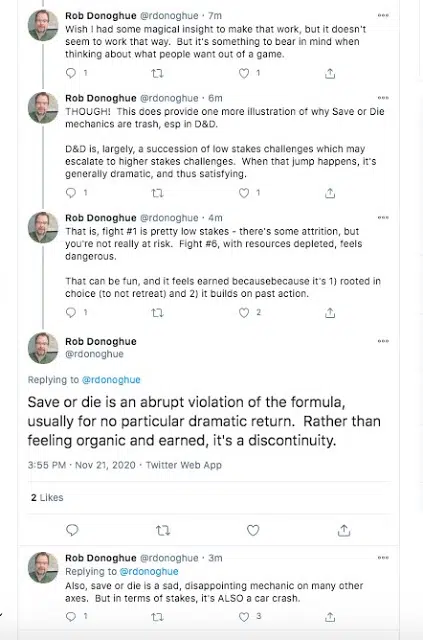 Rob Donoghue @rdonoghue · 7m
Wish I had some magical insight to make that work, but it doesn't
seem to work that way.  But it's something to bear in mind when
thinking about what people want out of a game.
1 1
Rob Donoghue @rdonoghue · 6m
THOUGH!  This does provide one more illustration of why Save or Die
mechanics are trash, esp in D&D.
D&D is, largely, a succession of low stakes challenges which may
escalate to higher stakes challenges.  When that jump happens, it's
generally dramatic, and thus satisfying.
1 1
Rob Donoghue @rdonoghue · 4m
That is, fight #1 is pretty low stakes - there's some attrition, but
you're not really at risk.  Fight #6, with resources depleted, feels
dangerous.
That can be fun, and it feels earned becausebecause it's 1) rooted in
choice (to not retreat) and 2) it builds on past action.
1 2
Rob Donoghue
@rdonoghue
Replying to @rdonoghue
Save or die is an abrupt violation of the formula,
usually for no particular dramatic return.  Rather than
feeling organic and earned, it's a discontinuity.
3:55 PM · Nov 21, 2020 · Twitter Web App
2 Likes
Rob Donoghue @rdonoghue · 3m
Replying to @rdonoghue
Also, save or die is a sad, disappointing mechanic on many other
axes.  But in terms of stakes, it's ALSO a car crash.
1 3